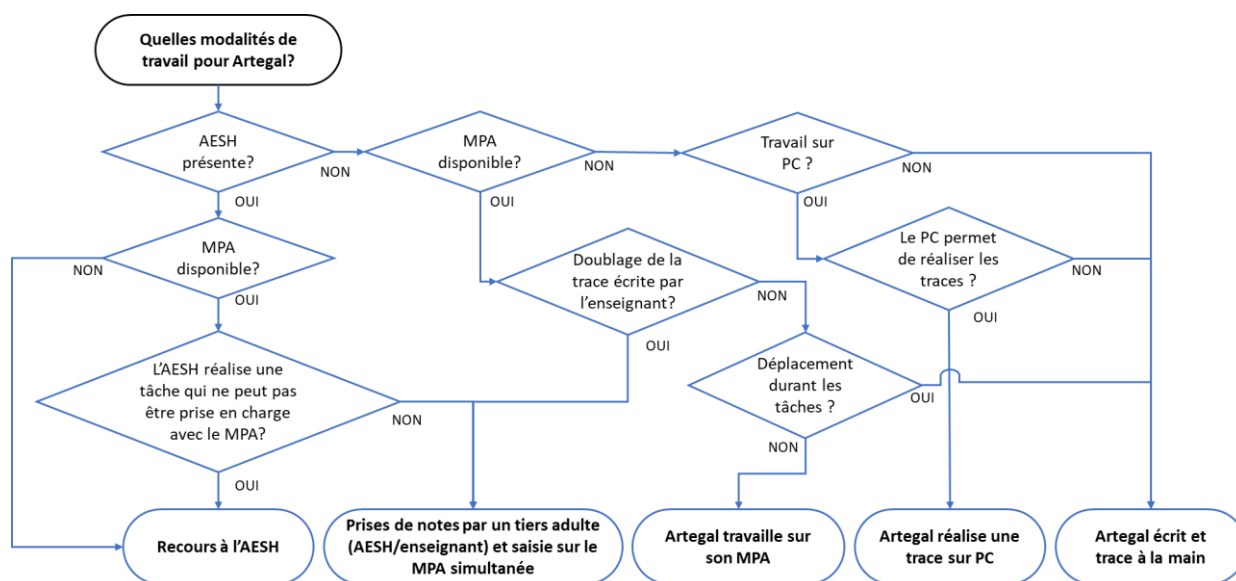 Quelles modalités de
travail pour Artegal?
AESH
présente?
NON
OUI
MPA
disponible?
NON
OUI
Travail sur
PC ?
NON
OUI
MPA
disponible?
NON
OUI
Doublage de la
trace écrite par
l'enseignant?
NON
OUI
Le PC permet
de réaliser les
traces ?
NON
OUI
L'AESH réalise une
tâche qui ne peut pas
être prise en charge
avec le MPA?
NON
OUI
Déplacement
durant les
tâches ?
OUI
NON
Recours à l'AESH
Prises de notes par un tiers adulte
(AESH/enseignant) et saisie sur le
MPA simultanée
Artegal travaille sur
son MPA
Artegal réalise une
trace sur PC
Artegal écrit et
trace à la main